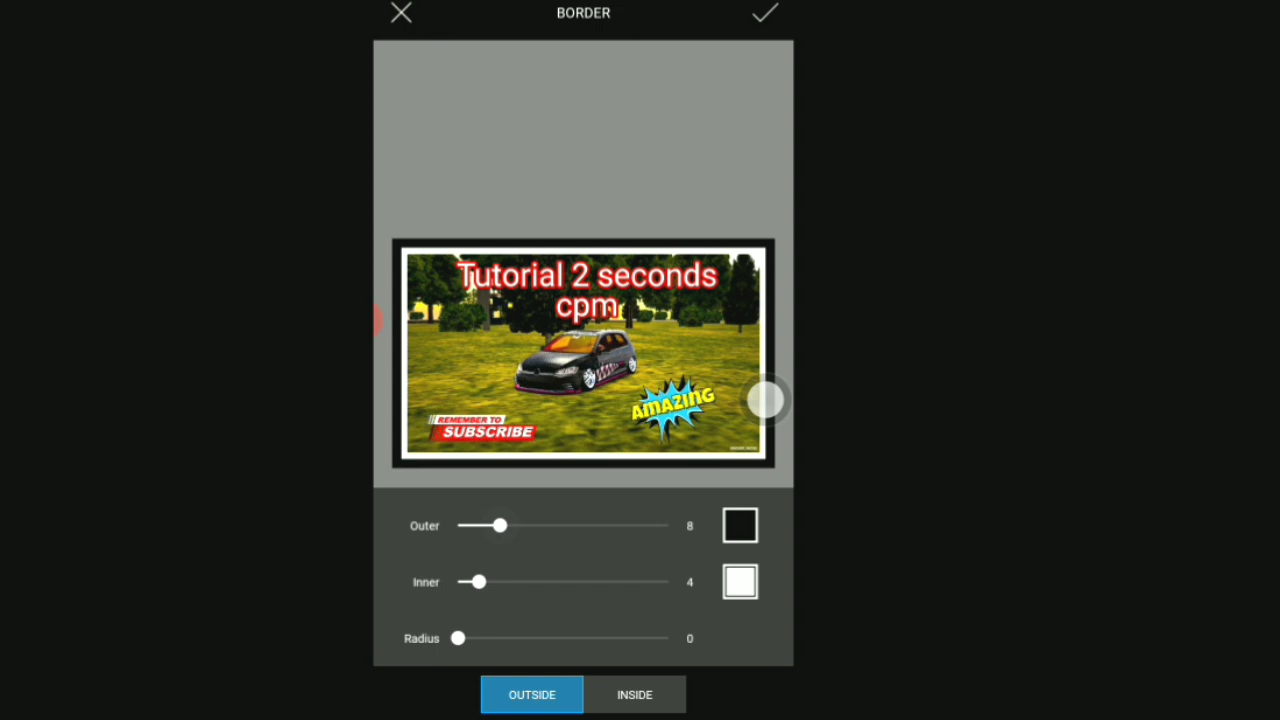 BORDER
Tutorial 2 seconds
cpm
AMAZING
REMEMBER TO
SUBSCRIBE
Outer 8
Inner 4
Radius 0
OUTSIDE INSIDE